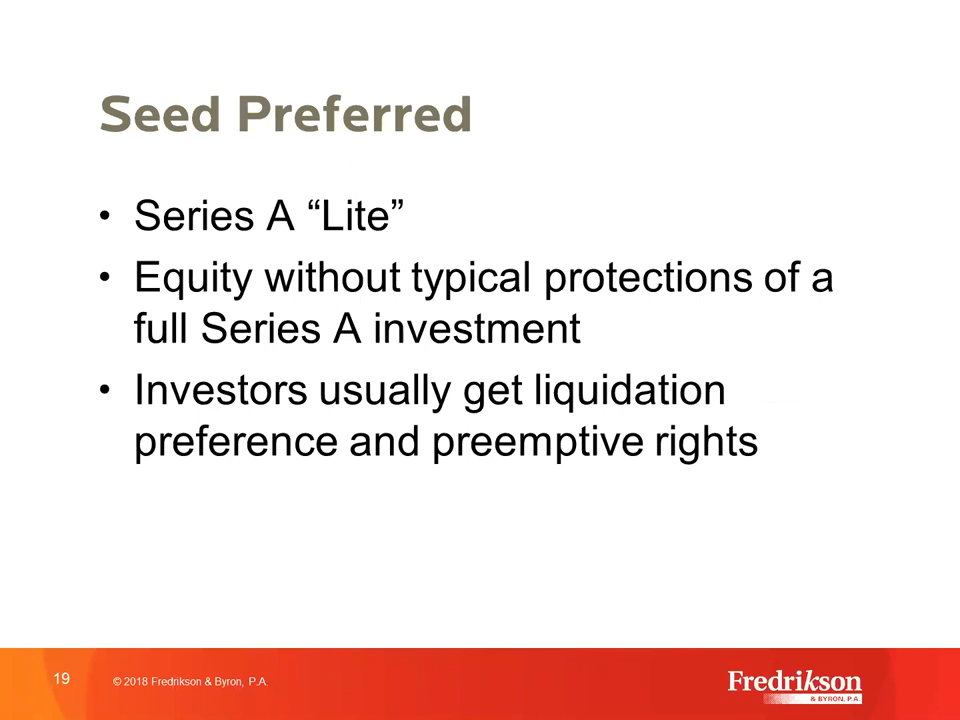 Seed Preferred
• Series A “Lite”
• Equity without typical protections of a
full Series A investment
• Investors usually get liquidation
preference and preemptive rights
19
© 2018 Fredrikson & Byron, P.A.
Fredrikson
& BYRON, P.A.